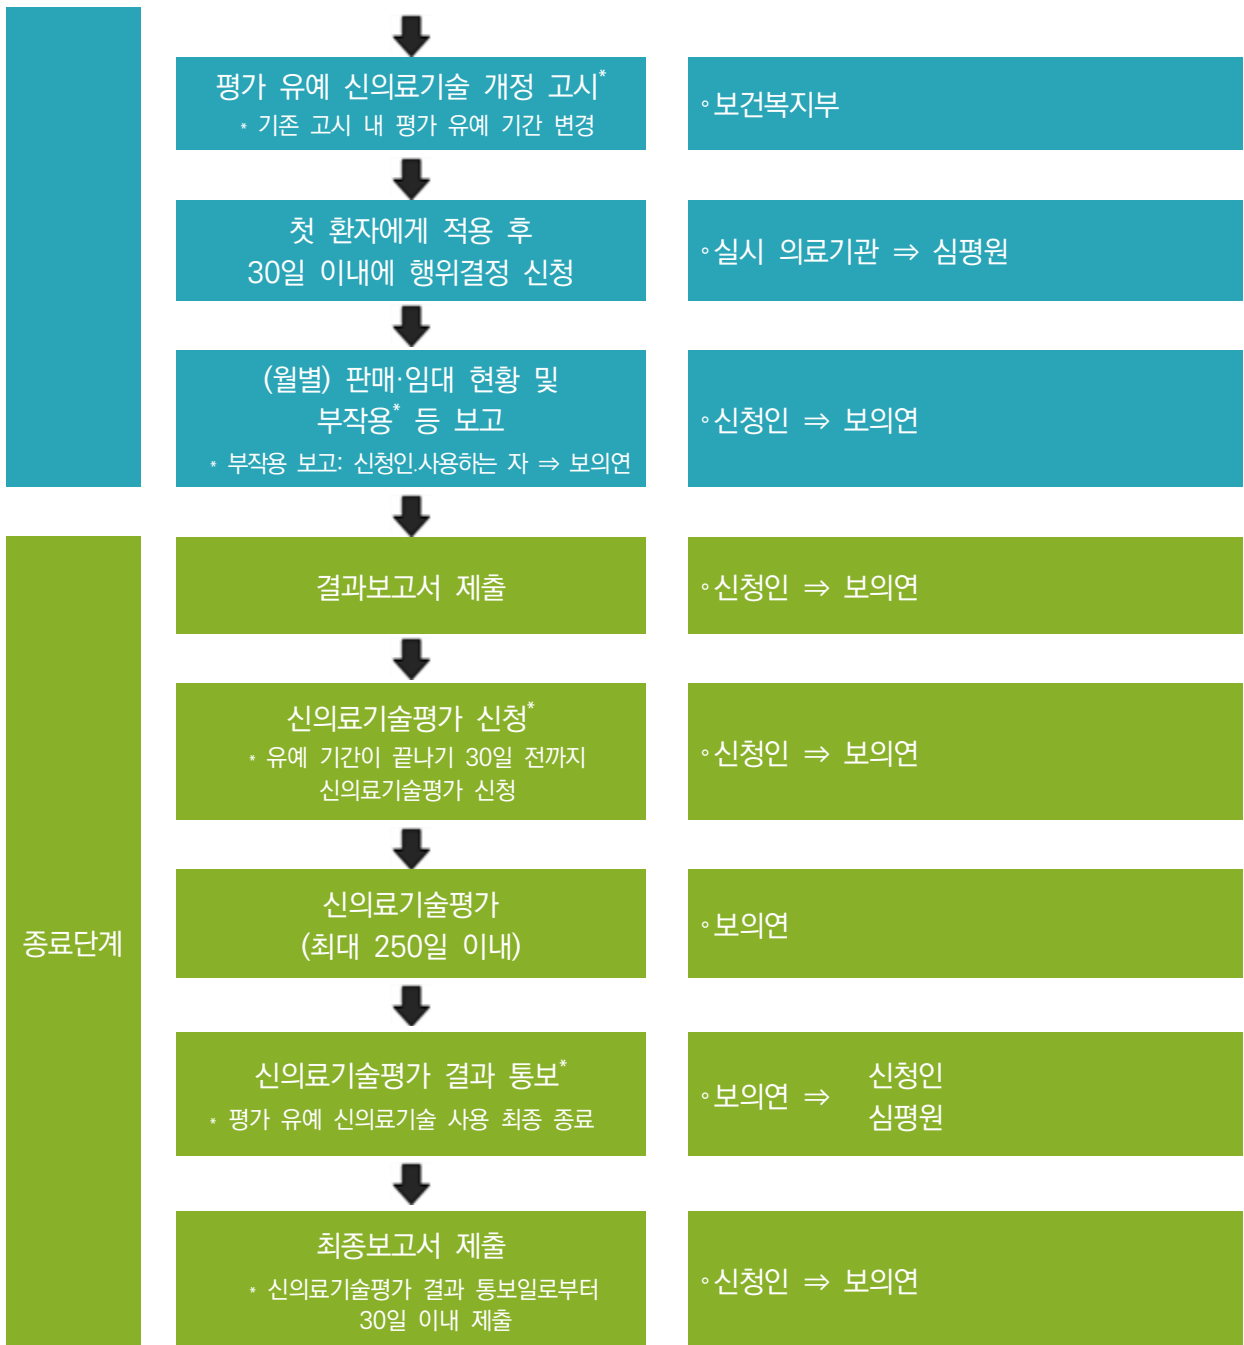 평가 유예 신의료기술 개정 고시*
* 기존 고시 내 평가 유예 기간 변경
◦보건복지부
첫 환자에게 적용 후
30일 이내에 행위결정 신청
◦실시 의료기관 ⇒ 심평원
(월별) 판매·임대 현황 및
부작용* 등 보고
* 부작용 보고: 신청인.사용하는 자 ⇒ 보의연
◦신청인 ⇒ 보의연
종료단계
결과보고서 제출
◦신청인 ⇒ 보의연
신의료기술평가 신청*
* 유예 기간이 끝나기 30일 전까지
신의료기술평가 신청
◦신청인 ⇒ 보의연
신의료기술평가
(최대 250일 이내)
◦보의연
신의료기술평가 결과 통보*
* 평가 유예 신의료기술 사용 최종 종료
◦보의연 ⇒ 신청인
심평원
최종보고서 제출
* 신의료기술평가 결과 통보일로부터
30일 이내 제출
◦신청인 ⇒ 보의연